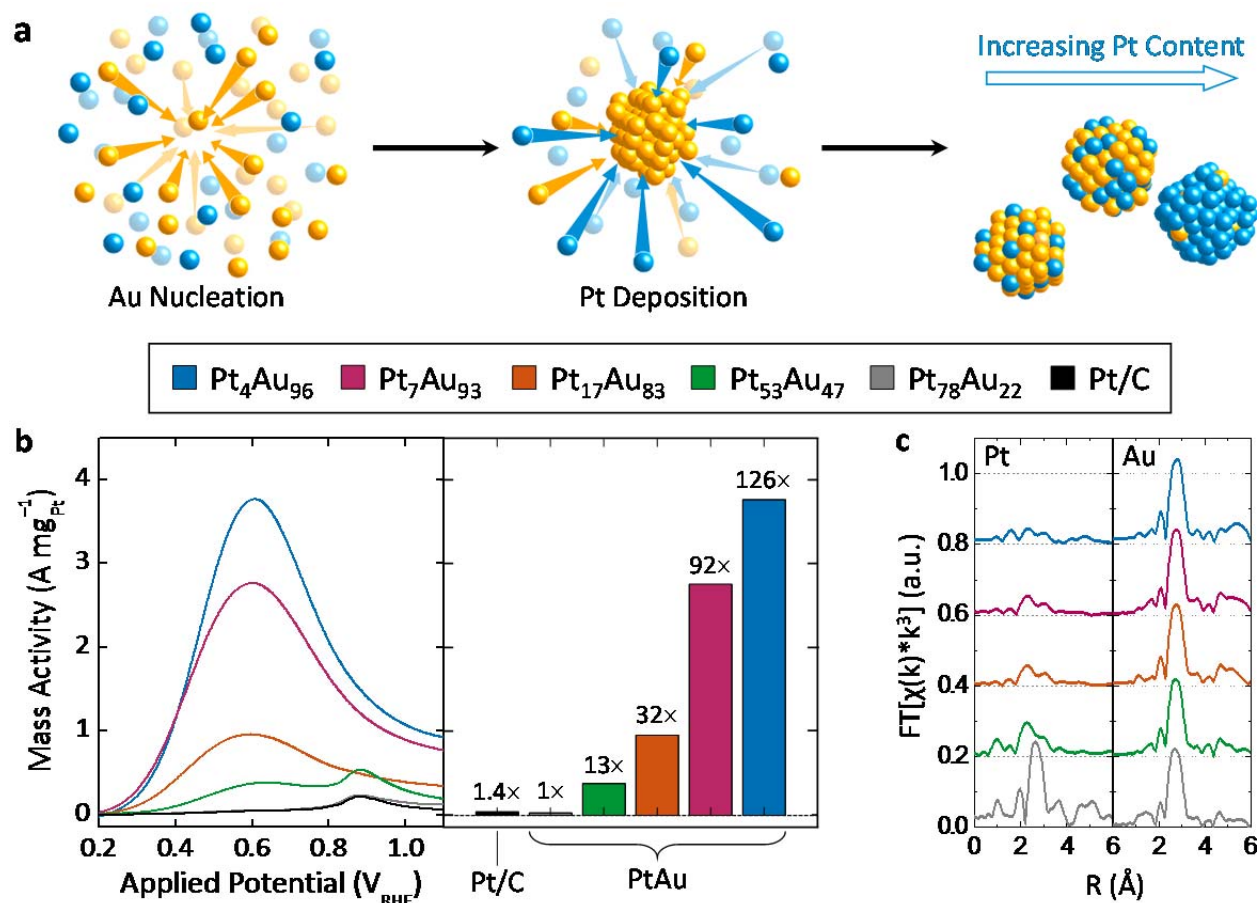 a
Increasing Pt Content
Au Nucleation
Pt Deposition
Pt₄Au₉₆ Pt₇Au₉₃ Pt₁₇Au₈₃ Pt₅₃Au₄₇ Pt₇₈Au₂₂ Pt/C
b
Mass Activity (A mg⁻¹Pt)
4
3
2
1
0
0.2 0.4 0.6 0.8 1.0
Applied Potential (V_RHE)
1.4× 1× 13× 32× 92× 126×
Pt/C PtAu
c
Pt Au
FT[χ(k)*k³] (a.u.)
1.0
0.8
0.6
0.4
0.2
0.0
0 2 4 6 2 4 6
R (Å)